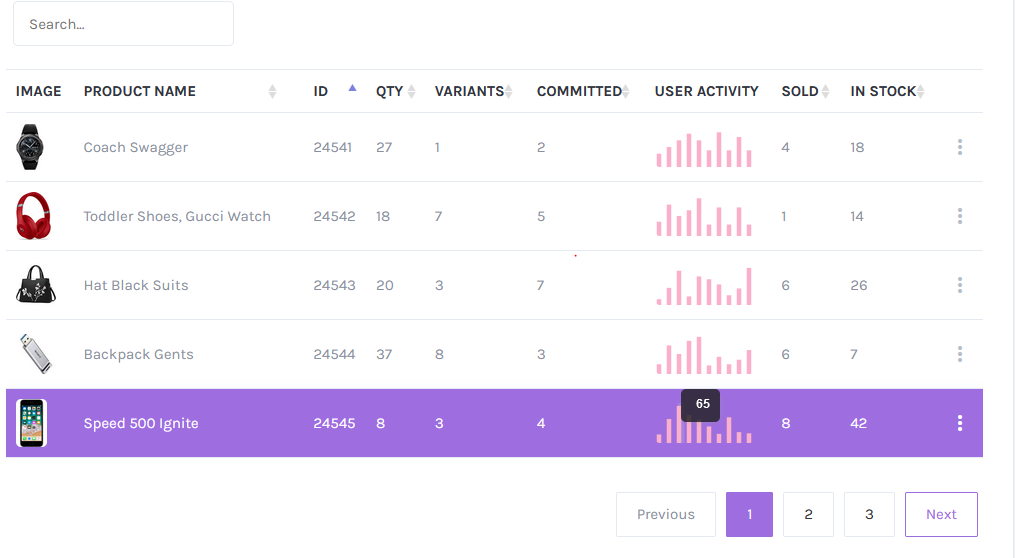 Search...
IMAGE PRODUCT NAME ID QTY VARIANTS COMMITTED USER ACTIVITY SOLD IN STOCK
Coach Swagger 24541 27 1 2 4 18
Toddler Shoes, Gucci Watch 24542 18 7 5 1 14
Hat Black Suits 24543 20 3 7 6 26
Backpack Gents 24544 37 8 3 6 7
65
Speed 500 Ignite 24545 8 3 4 8 42
Previous 1 2 3 Next